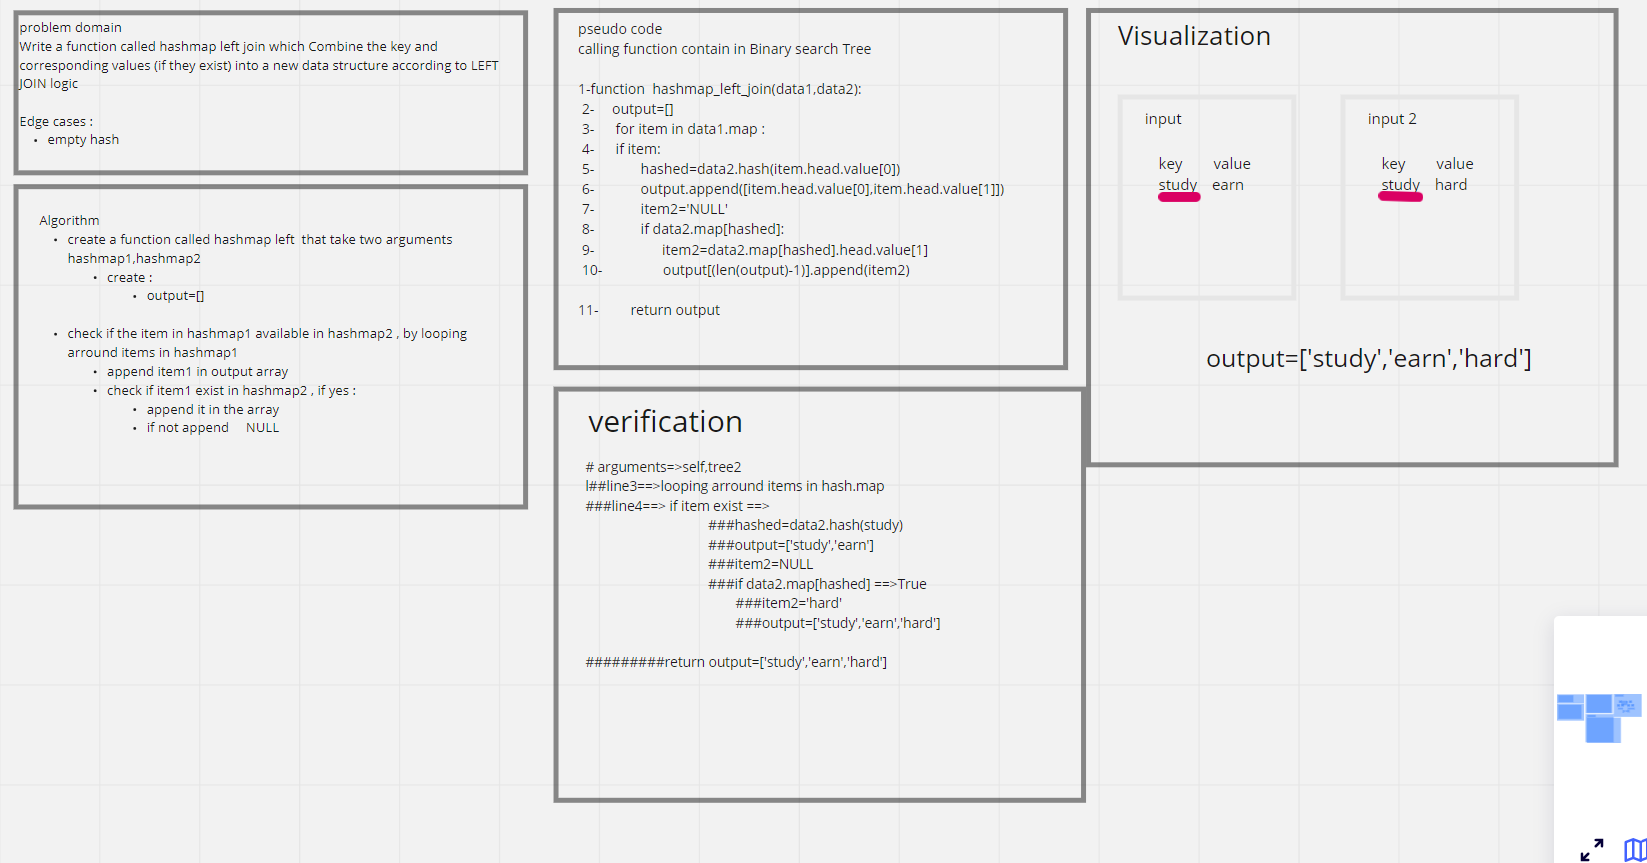 problem domain
Write a function called hashmap left join which Combine the key and
corresponding values (if they exist) into a new data structure according to LEFT
JOIN logic
Edge cases :
• empty hash
Algorithm
• create a function called hashmap left that take two arguments
hashmap1,hashmap2
• create :
• output=[]
• check if the item in hashmap1 available in hashmap2 , by looping
arround items in hashmap1
• append item1 in output array
• check if item1 exist in hashmap2 , if yes :
• append it in the array
• if not append NULL
pseudo code
calling function contain in Binary search Tree
1-function hashmap_left_join(data1,data2):
2- output=[]
3- for item in data1.map :
4- if item:
5- hashed=data2.hash(item.head.value[0])
6- output.append([item.head.value[0],item.head.value[1]])
7- item2='NULL'
8- if data2.map[hashed]:
9- item2=data2.map[hashed].head.value[1]
10- output[(len(output)-1)].append(item2)
11- return output
verification
# arguments=>self,tree2
l##line3==>looping arround items in hash.map
###line4==> if item exist ==>
###hashed=data2.hash(study)
###output=['study','earn']
###item2=NULL
###if data2.map[hashed] ==>True
###item2='hard'
###output=['study','earn','hard']
#########return output=['study','earn','hard']
Visualization
input
key value
study earn
input 2
key value
study hard
output=['study','earn','hard']